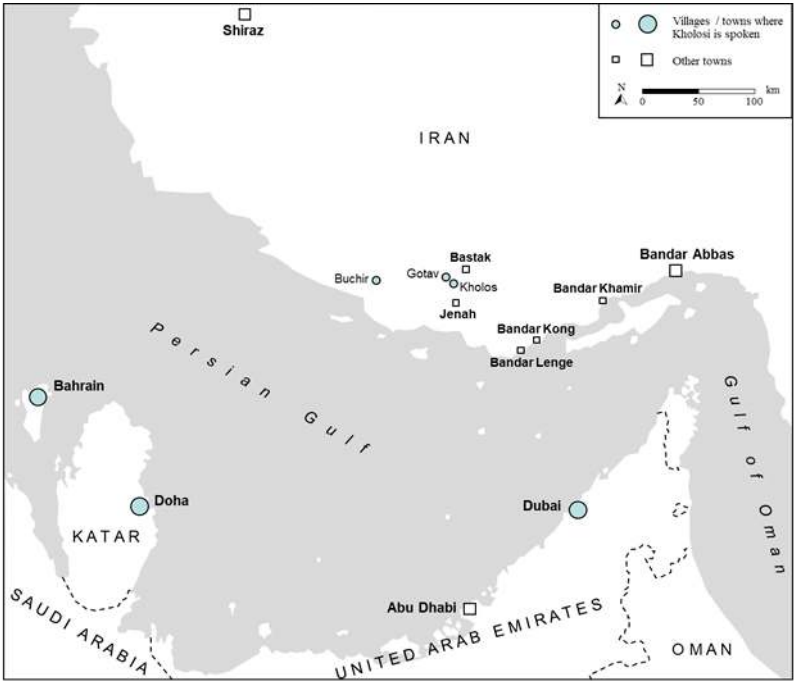 Shiraz
Villages / towns where
Kholosi is spoken
Other towns
N
km
0 50 100
IRAN
Bastak
Bandar Abbas
Buchir
Gotav
Kholos
Bandar Khamir
Jenah
Bandar Kong
Bandar Lenge
Persian Gulf
Bahrain
Gulf of Oman
Doha
Dubai
KATAR
SAUDI ARABIA
Abu Dhabi
UNITED ARAB EMIRATES
OMAN